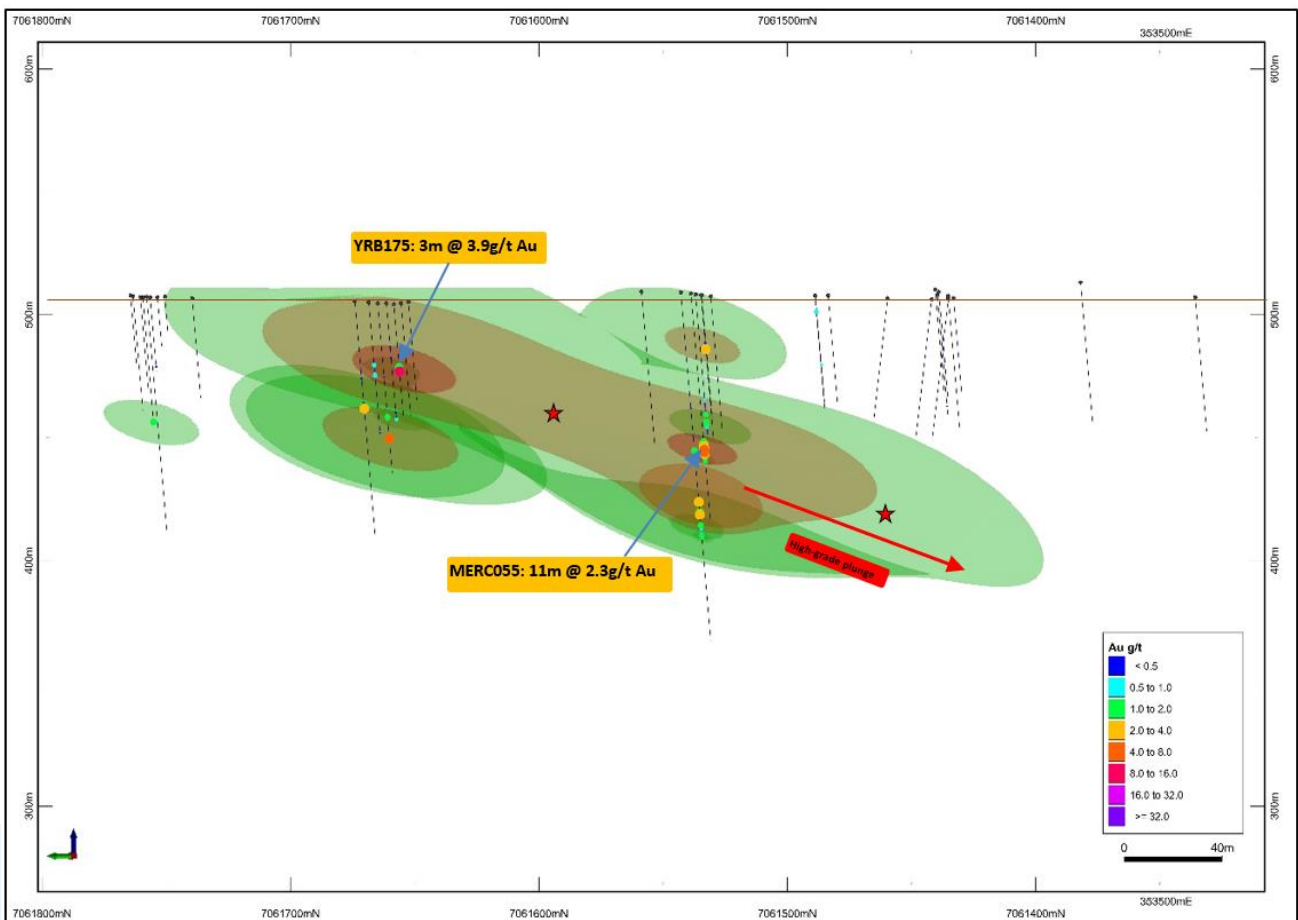 7061800mN 7061700mN 7061600mN 7061500mN 7061400mN
353500mE
600m 600m
YRB175: 3m @ 3.9g/t Au
500m 500m
MERC055: 11m @ 2.3g/t Au
High-grade plunge
400m 400m
Au g/t
< 0.5
0.5 to 1.0
1.0 to 2.0
2.0 to 4.0
4.0 to 8.0
8.0 to 16.0
16.0 to 32.0
>= 32.0
300m 300m
0 40m
353500mE
7061800mN 7061700mN 7061600mN 7061500mN 7061400mN